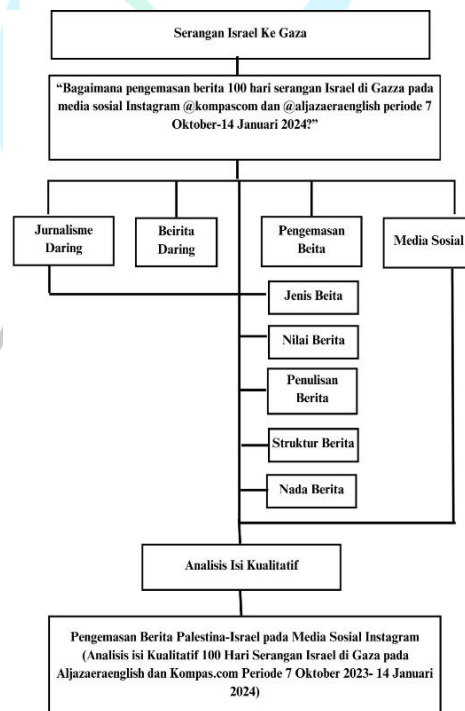 Serangan Israel Ke Gaza
“Bagaimana pengemasan berita 100 hari serangan Israel di Gazza pada
media sosial Instagram @kompascom dan @aljazaeraenglish periode 7
Oktober-14 Januari 2024?”
Jurnalisme
Daring
Beirita
Daring
Pengemasan
Beita
Media Sosial
Jenis Beita
Nilai Berita
Penulisan
Berita
Struktur Berita
Nada Berita
Analisis Isi Kualitatif
Pengemasan Berita Palestina-Israel pada Media Sosial Instagram
(Analisis isi Kualitatif 100 Hari Serangan Israel di Gaza pada
Aljazaeraenglish dan Kompas.com Periode 7 Oktober 2023- 14 Januari
2024)